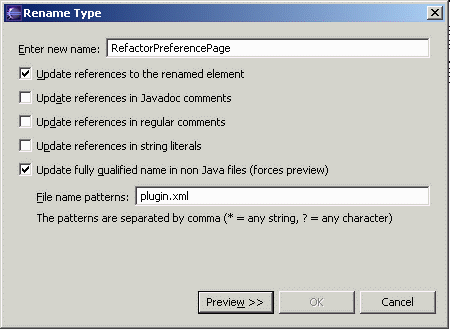 Rename Type
Enter new name: RefactorPreferencePage
Update references to the renamed element
Update references in Javadoc comments
Update references in regular comments
Update references in string literals
Update fully qualified name in non Java files (forces preview)
File name patterns: plugin.xml
The patterns are separated by comma (* = any string, ? = any character)
Preview >> OK Cancel